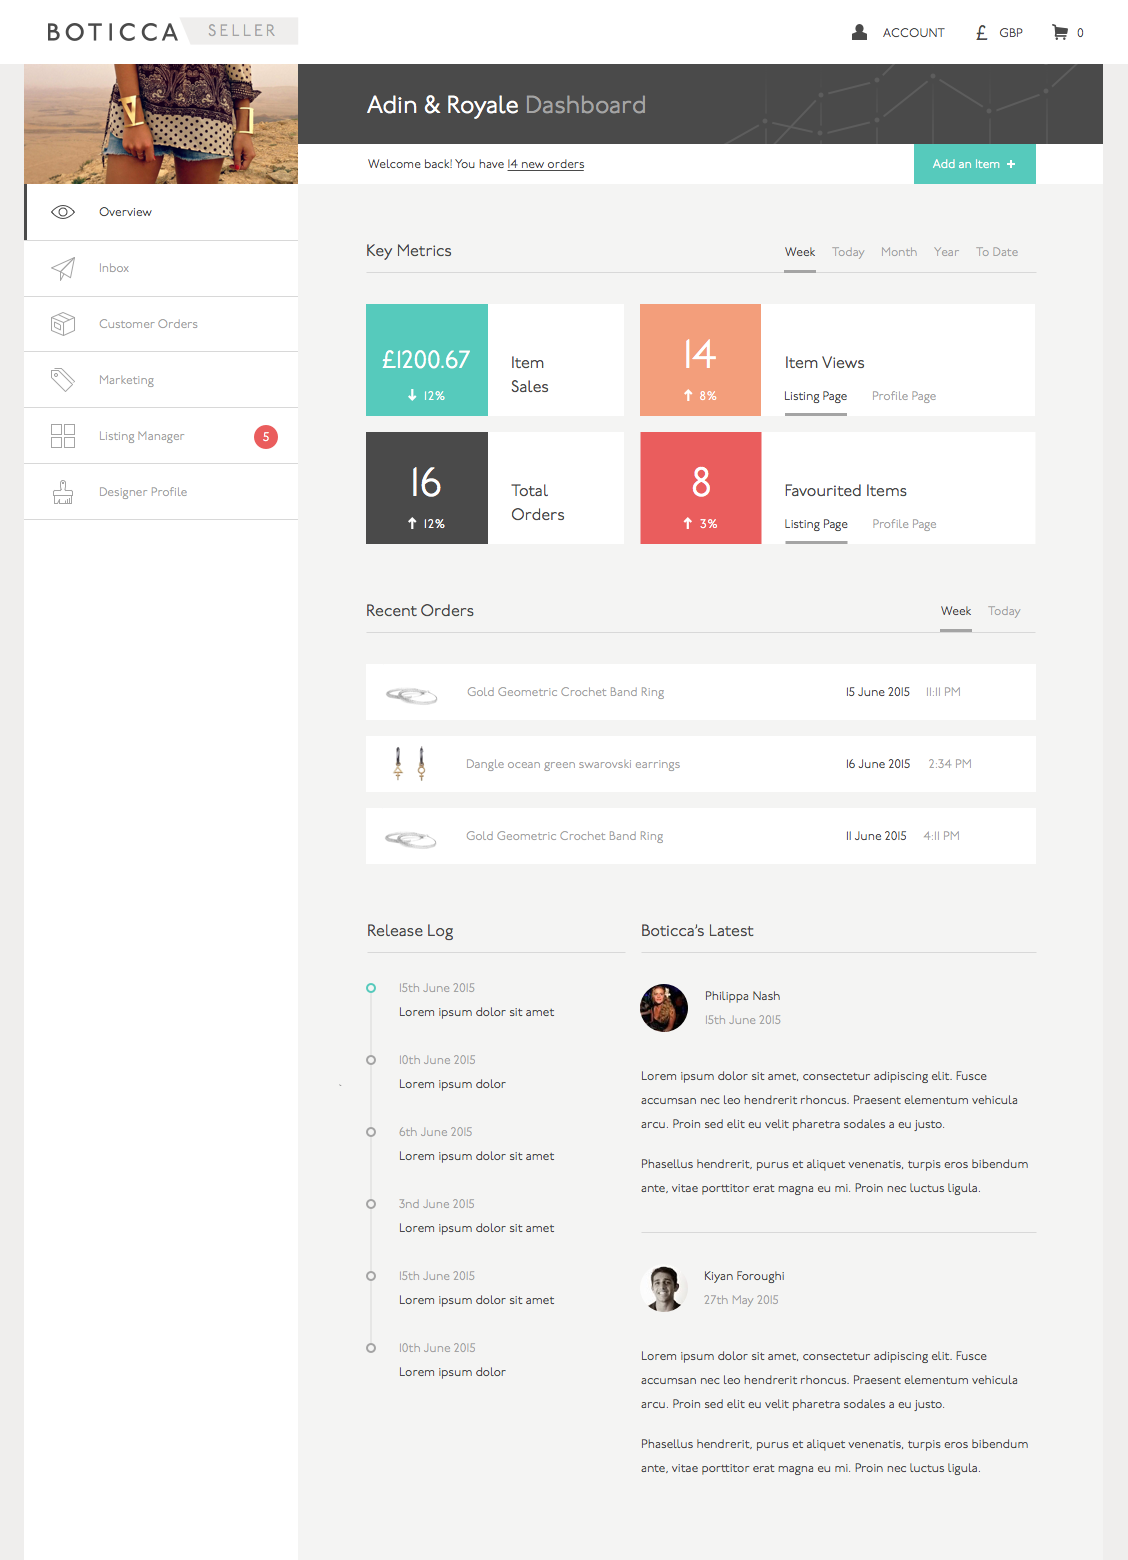 BOTICCA SELLER
ACCOUNT £ GBP 0
Adin & Royale Dashboard
Welcome back! You have 14 new orders
Add an Item +
Overview
Inbox
Customer Orders
Marketing
Listing Manager 5
Designer Profile
Key Metrics
Week Today Month Year To Date
£1200.67
12%
Item
Sales
14
8%
Item Views
Listing Page Profile Page
16
12%
Total
Orders
8
3%
Favourited Items
Listing Page Profile Page
Recent Orders
Week Today
Gold Geometric Crochet Band Ring 15 June 2015 11:11 PM
Dangle ocean green swarovski earrings 16 June 2015 2:34 PM
Gold Geometric Crochet Band Ring 11 June 2015 4:11 PM
Release Log
15th June 2015
Lorem ipsum dolor sit amet
10th June 2015
Lorem ipsum dolor
6th June 2015
Lorem ipsum dolor sit amet
3nd June 2015
Lorem ipsum dolor sit amet
15th June 2015
Lorem ipsum dolor sit amet
10th June 2015
Lorem ipsum dolor
Boticca's Latest
Philippa Nash
15th June 2015
Lorem ipsum dolor sit amet, consectetur adipiscing elit. Fusce
accumsan nec leo hendrerit rhoncus. Praesent elementum vehicula
arcu. Proin sed elit eu velit pharetra sodales a eu justo.
Phasellus hendrerit, purus et aliquet venenatis, turpis eros bibendum
ante, vitae porttitor erat magna eu mi. Proin nec luctus ligula.
Kiyan Foroughi
27th May 2015
Lorem ipsum dolor sit amet, consectetur adipiscing elit. Fusce
accumsan nec leo hendrerit rhoncus. Praesent elementum vehicula
arcu. Proin sed elit eu velit pharetra sodales a eu justo.
Phasellus hendrerit, purus et aliquet venenatis, turpis eros bibendum
ante, vitae porttitor erat magna eu mi. Proin nec luctus ligula.